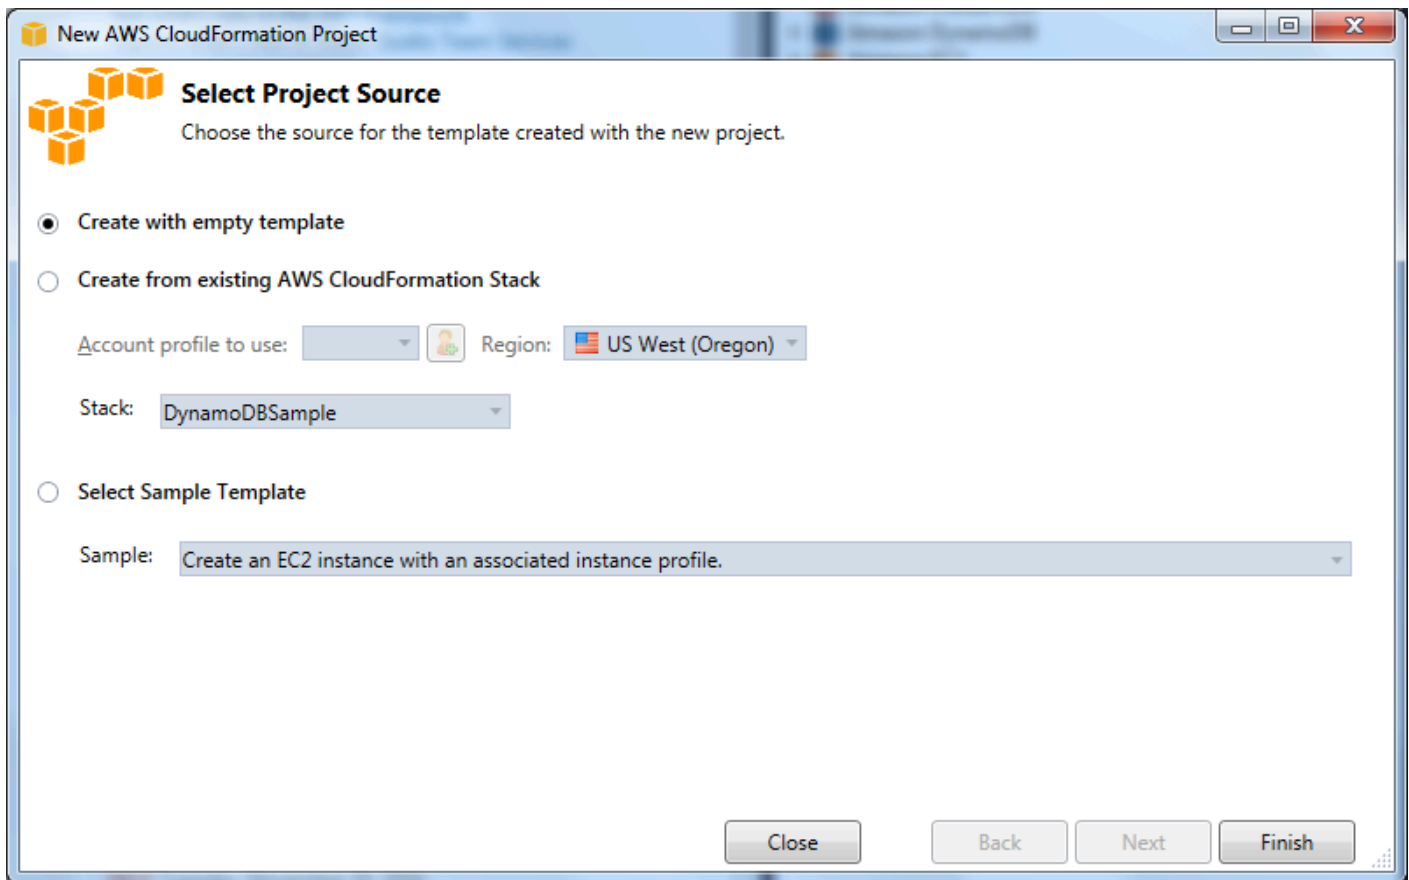 New AWS CloudFormation Project
Amazon DynamoDB
Select Project Source
Choose the source for the template created with the new project.
Create with empty template
Create from existing AWS CloudFormation Stack
Account profile to use:
Region: US West (Oregon)
Stack: DynamoDBSample
Select Sample Template
Sample: Create an EC2 instance with an associated instance profile.
Close Back Next Finish